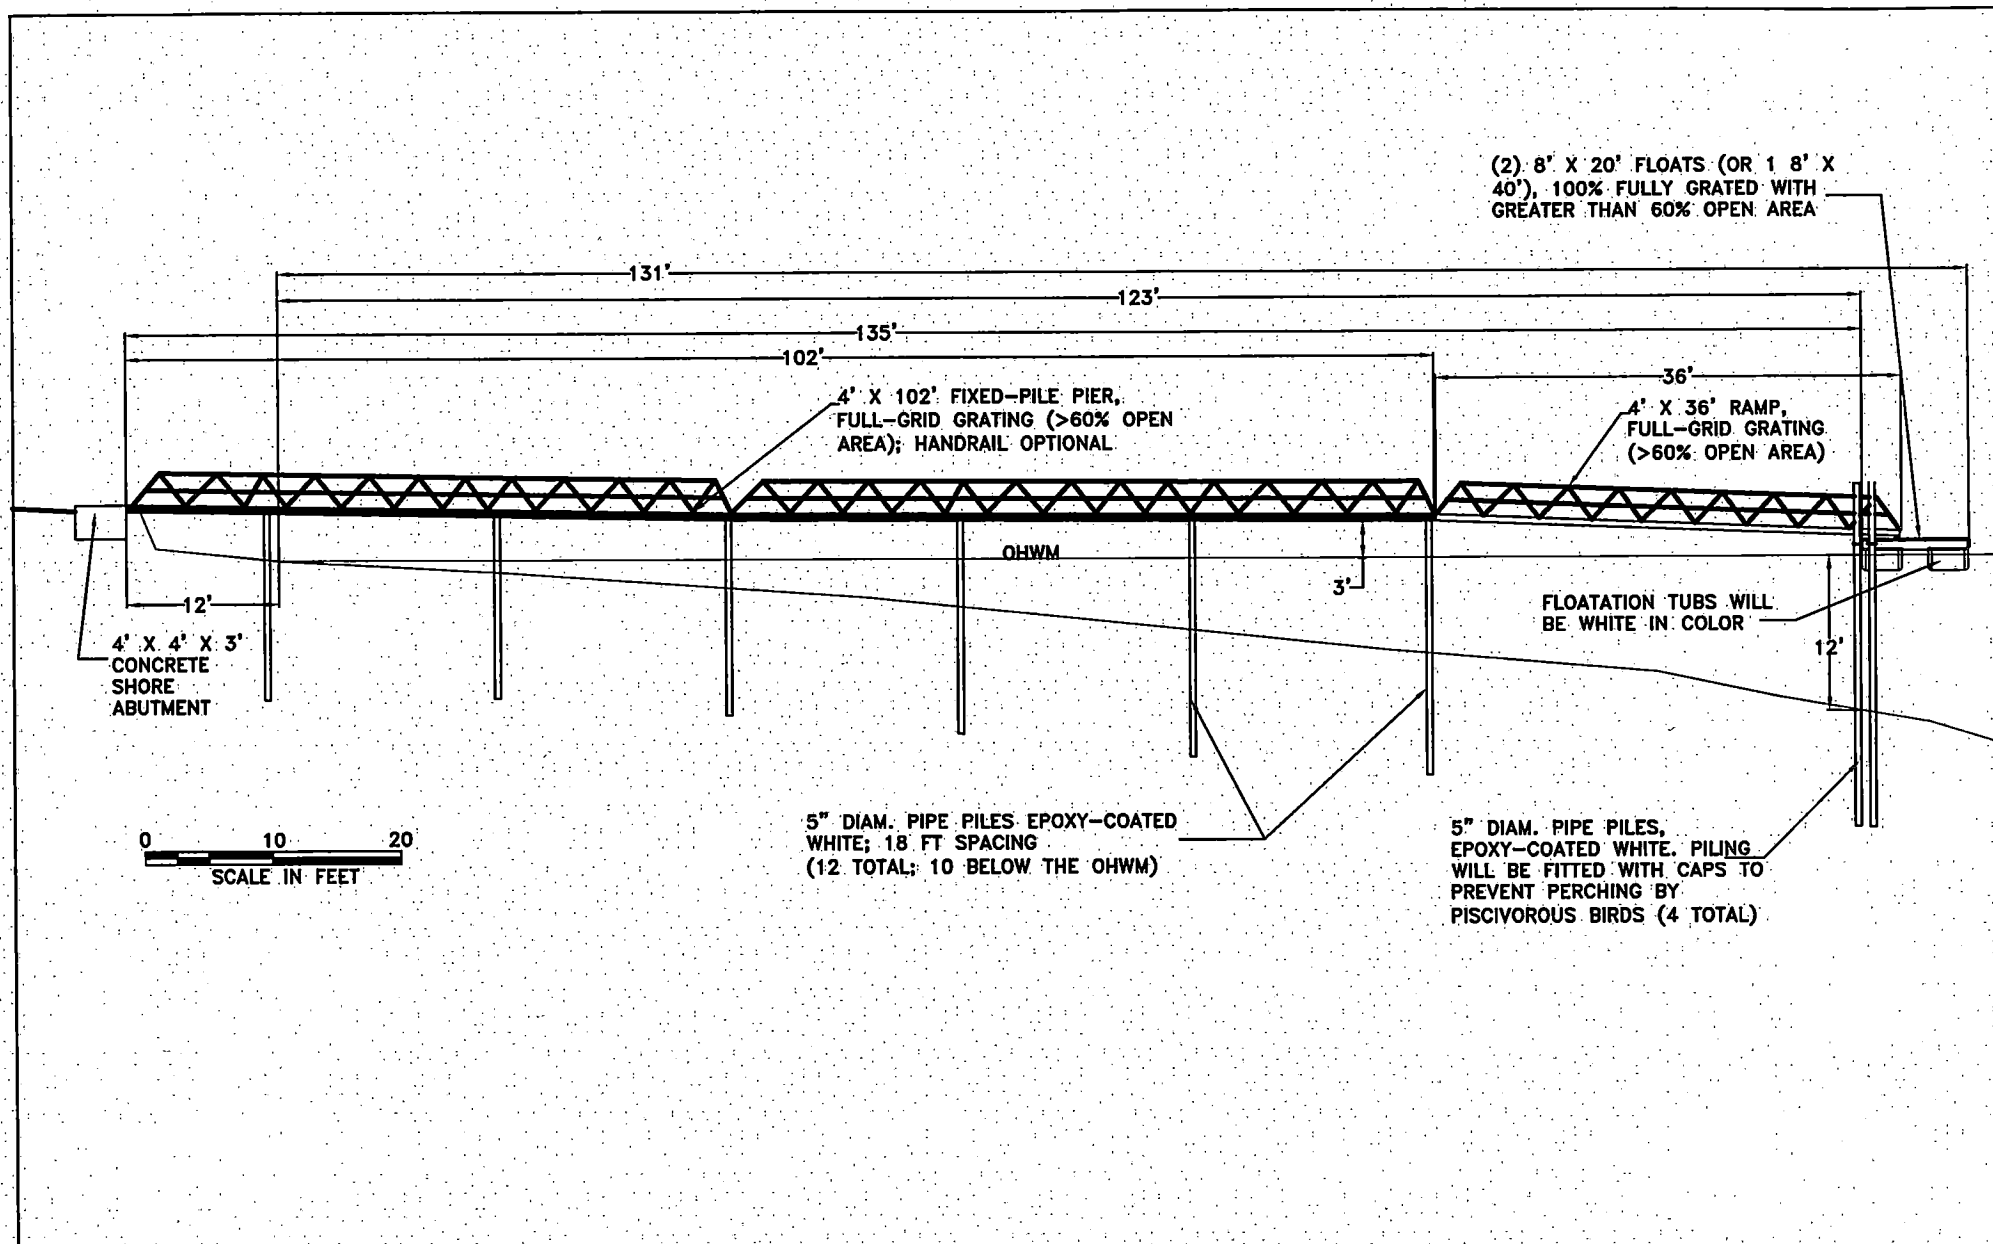 (2) 8' X 20' FLOATS (OR 1 8' X
40'), 100% FULLY GRATED WITH
GREATER THAN 60% OPEN AREA
131'
123'
135'
102'
36'
4' X 102' FIXED-PILE PIER,
FULL-GRID GRATING (>60% OPEN
AREA); HANDRAIL OPTIONAL
4' X 36' RAMP,
FULL-GRID GRATING
(>60% OPEN AREA)
OHWM
3'
12'
FLOATATION TUBS WILL
BE WHITE IN COLOR
12'
4' X 4' X 3'
CONCRETE
SHORE
ABUTMENT
0 10 20
SCALE IN FEET
5" DIAM. PIPE PILES EPOXY-COATED
WHITE; 18 FT SPACING
(12 TOTAL; 10 BELOW THE OHWM)
5" DIAM. PIPE PILES,
EPOXY-COATED WHITE. PILING
WILL BE FITTED WITH CAPS TO
PREVENT PERCHING BY
PISCIVOROUS BIRDS (4 TOTAL)